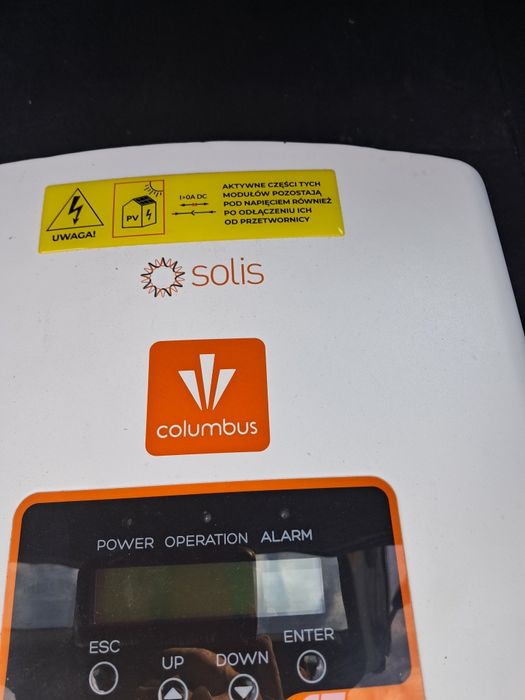 UWAGA!
PV
I>0A DC
AKTYWNE CZĘŚCI TYCH
MODUŁÓW POZOSTAJĄ
POD NAPIĘCIEM RÓWNIEŻ
PO ODŁĄCZENIU ICH
OD PRZETWORNICY
solis
columbus
POWER OPERATION ALARM
ESC UP DOWN ENTER